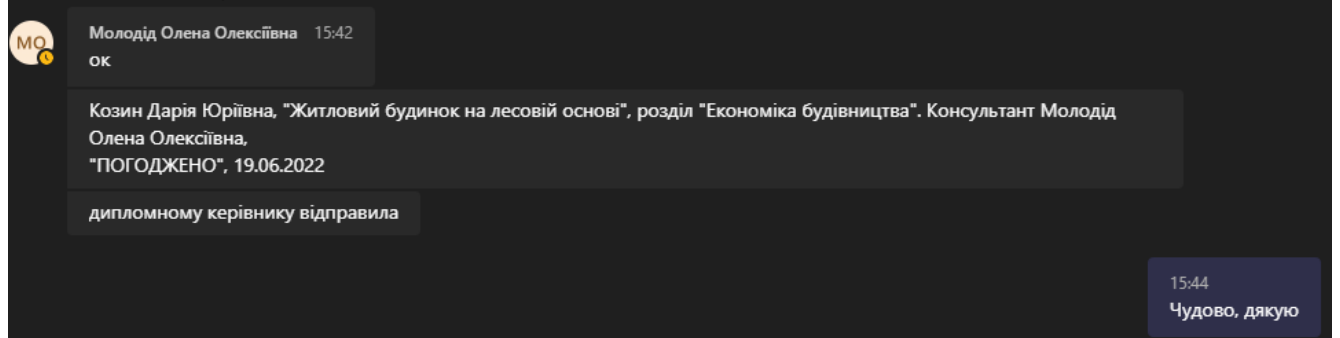 МО
Молодід Олена Олексіївна 15:42
ок
Козин Дарія Юріївна, "Житловий будинок на лесовій основі", розділ "Економіка будівництва". Консультант Молодід
Олена Олексіївна,
"ПОГОДЖЕНО", 19.06.2022
дипломному керівнику відправила
15:44
Чудово, дякую